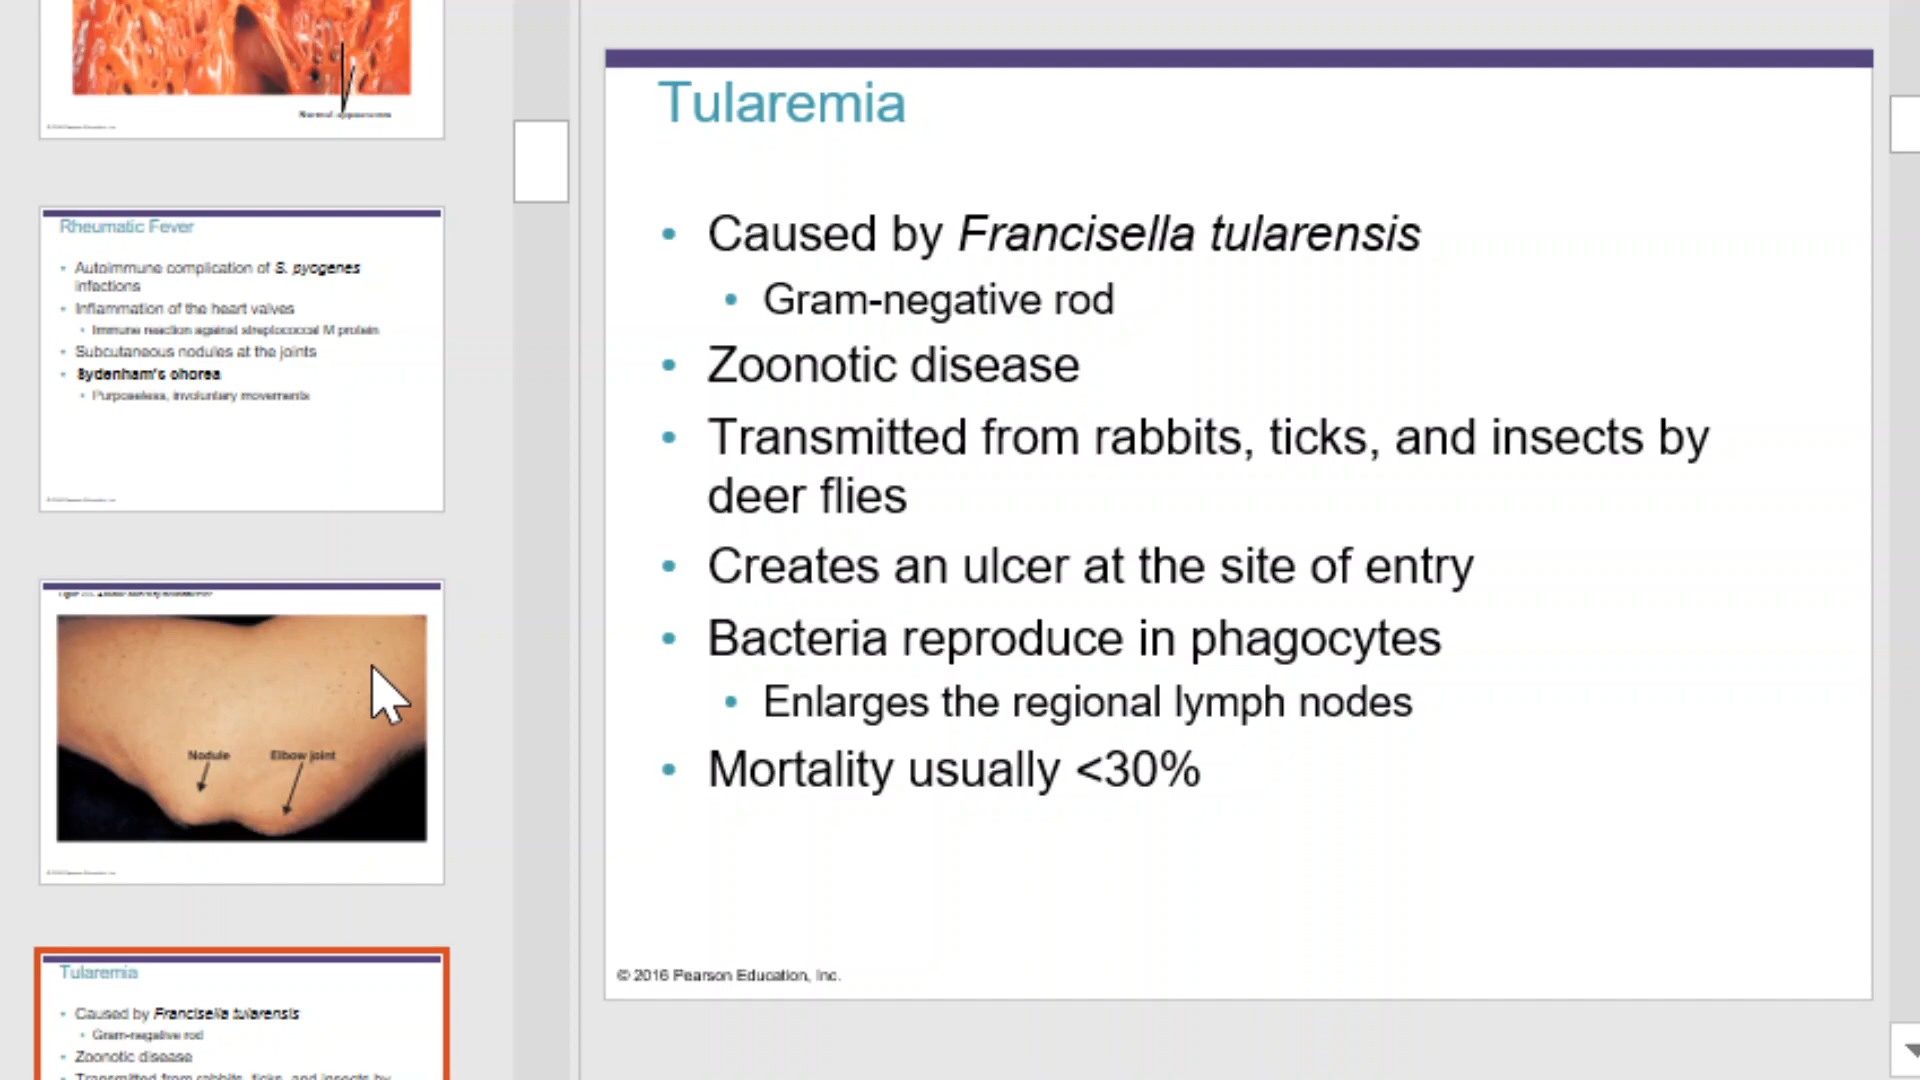 Normal appearance
Rheumatic Fever
• Autoimmune complication of S. pyogenes
infections
• Inflammation of the heart valves
• Immune reaction against streptococcal M protein
• Subcutaneous nodules at the joints
• Sydenham's chorea
• Purposeless, involuntary movements
Nodule
Elbow joint
Tularemia
• Caused by Francisella tularensis
• Gram-negative rod
• Zoonotic disease
• Transmitted from rabbits, ticks, and insects by
Tularemia
• Caused by Francisella tularensis
• Gram-negative rod
• Zoonotic disease
• Transmitted from rabbits, ticks, and insects by
deer flies
• Creates an ulcer at the site of entry
• Bacteria reproduce in phagocytes
• Enlarges the regional lymph nodes
• Mortality usually <30%
© 2016 Pearson Education, Inc.